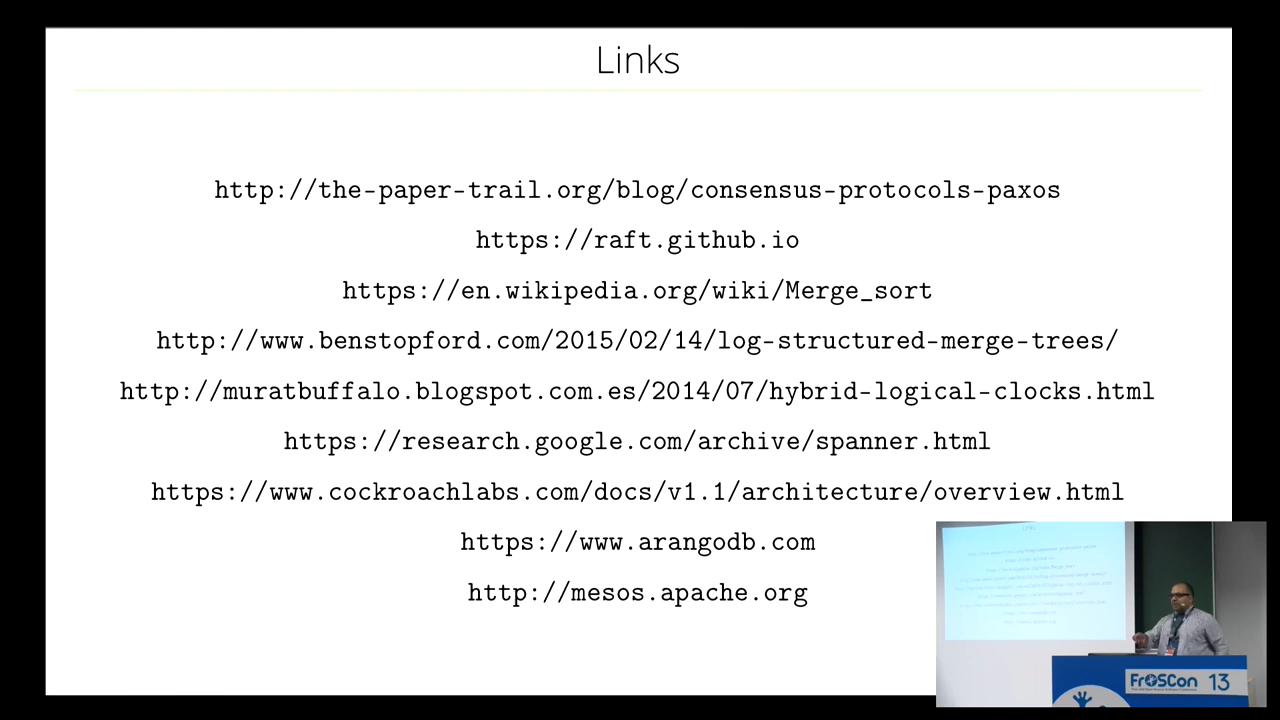 Links
http://the-paper-trail.org/blog/consensus-protocols-paxos
https://raft.github.io
https://en.wikipedia.org/wiki/Merge_sort
http://www.benstopford.com/2015/02/14/log-structured-merge-trees/
http://muratbuffalo.blogspot.com.es/2014/07/hybrid-logical-clocks.html
https://research.google.com/archive/spanner.html
https://www.cockroachlabs.com/docs/v1.1/architecture/overview.html
https://www.arangodb.com
http://mesos.apache.org
FrOSCon 13